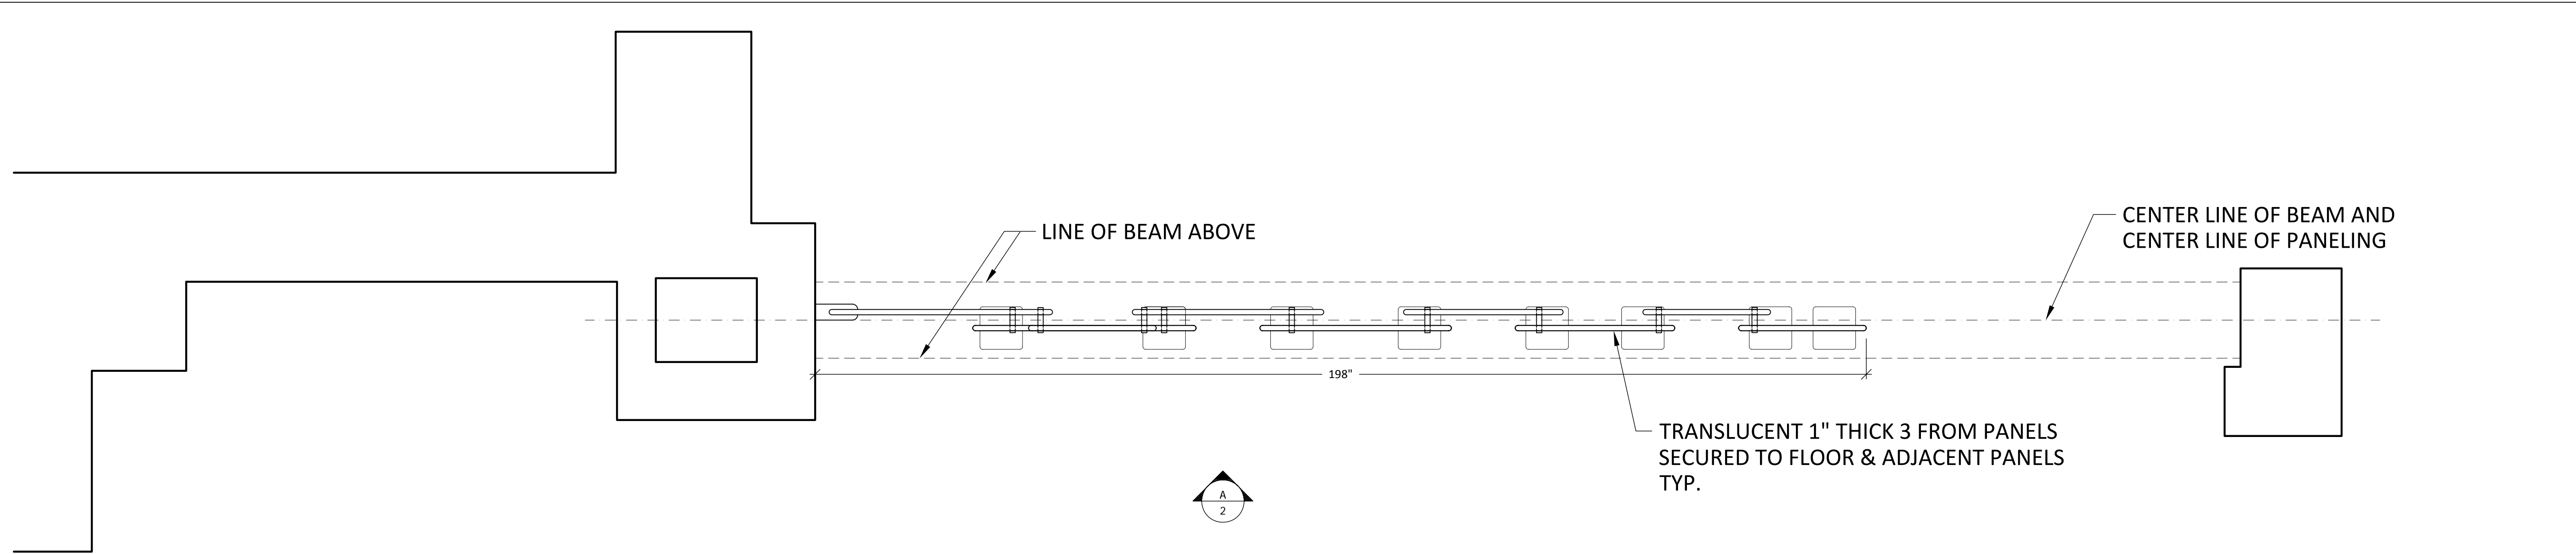 LINE OF BEAM ABOVE
CENTER LINE OF BEAM AND
CENTER LINE OF PANELING
198"
TRANSLUCENT 1" THICK 3 FROM PANELS
SECURED TO FLOOR & ADJACENT PANELS
TYP.
A
2